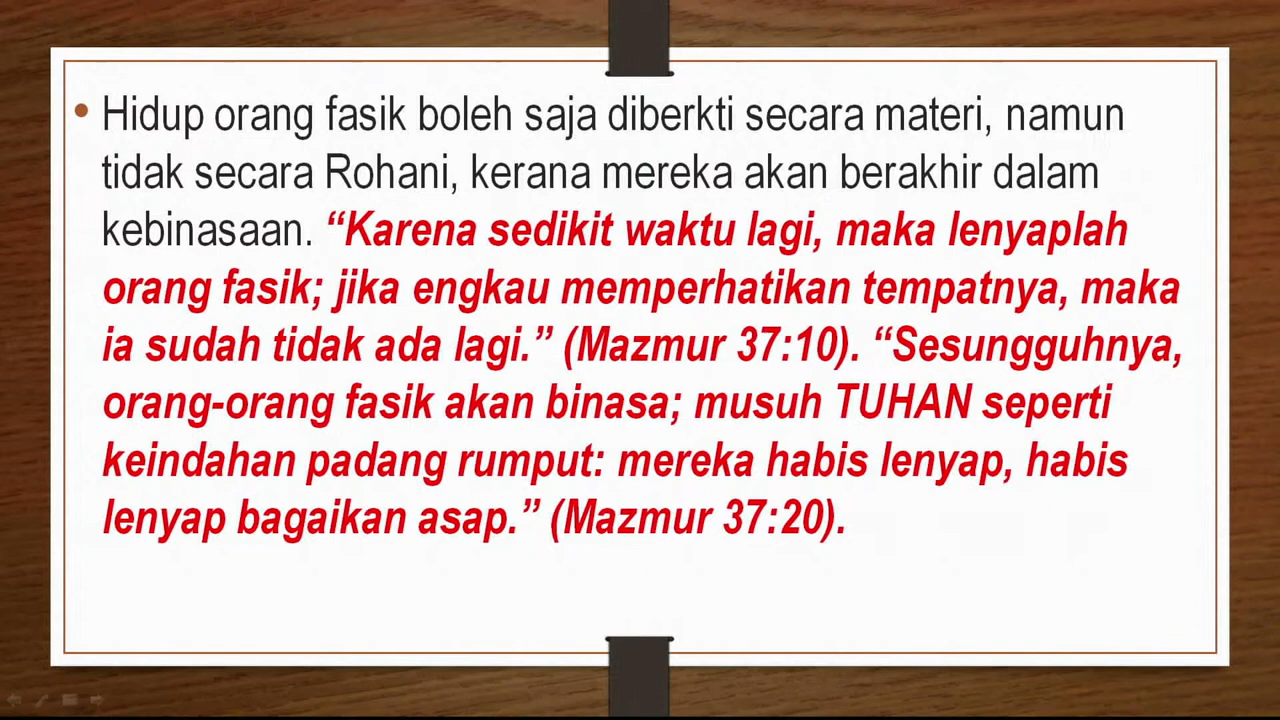 • Hidup orang fasik boleh saja diberkti secara materi, namun
tidak secara Rohani, kerana mereka akan berakhir dalam
kebinasaan. “Karena sedikit waktu lagi, maka lenyaplah
orang fasik; jika engkau memperhatikan tempatnya, maka
ia sudah tidak ada lagi.” (Mazmur 37:10). “Sesungguhnya,
orang-orang fasik akan binasa; musuh TUHAN seperti
keindahan padang rumput: mereka habis lenyap, habis
lenyap bagaikan asap.” (Mazmur 37:20).